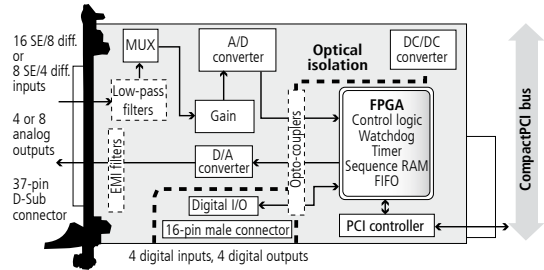 16 SE/8 diff.
or
8 SE/4 diff.
inputs
4 or 8
analog
outputs
37-pin
D-Sub
connector
MUX
Low-pass
filters
EMI filters
A/D
converter
Gain
D/A
converter
Digital I/O
16-pin male connector
4 digital inputs, 4 digital outputs
Optical
isolation
Opto-couplers
DC/DC
converter
FPGA
Control logic
Watchdog
Timer
Sequence RAM
FIFO
PCI controller
CompactPCI bus